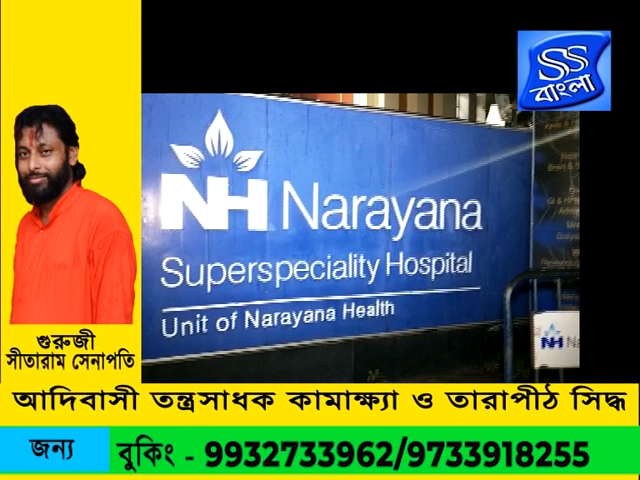 SS
বাংলা
NH Narayana
Superspeciality Hospital
Unit of Narayana Health
NH
গুরুজী
সীতারাম সেনাপতি
আদিবাসী তন্ত্রসাধক কামাক্ষ্যা ও তারাপীঠ সিদ্ধ
জন্য
বুকিং - 9932733962/9733918255